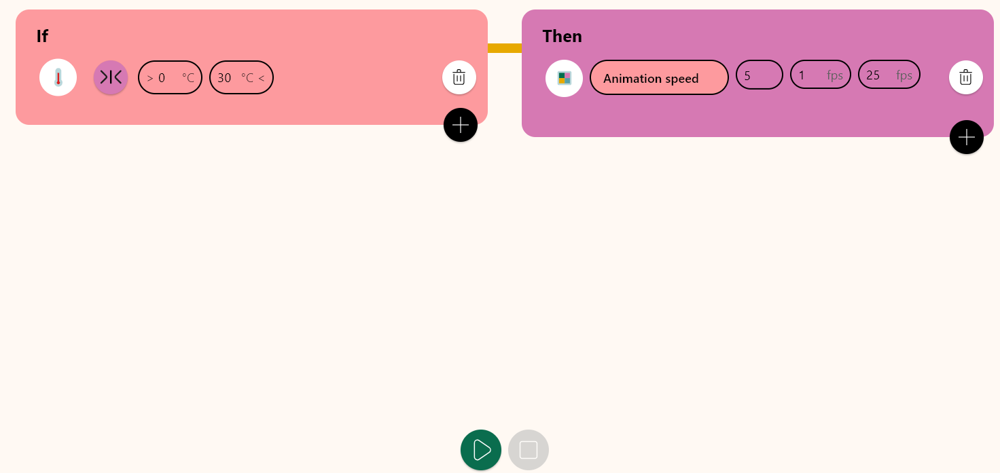 If
> 0 °C 30 °C <
Then
Animation speed 5 1 fps 25 fps